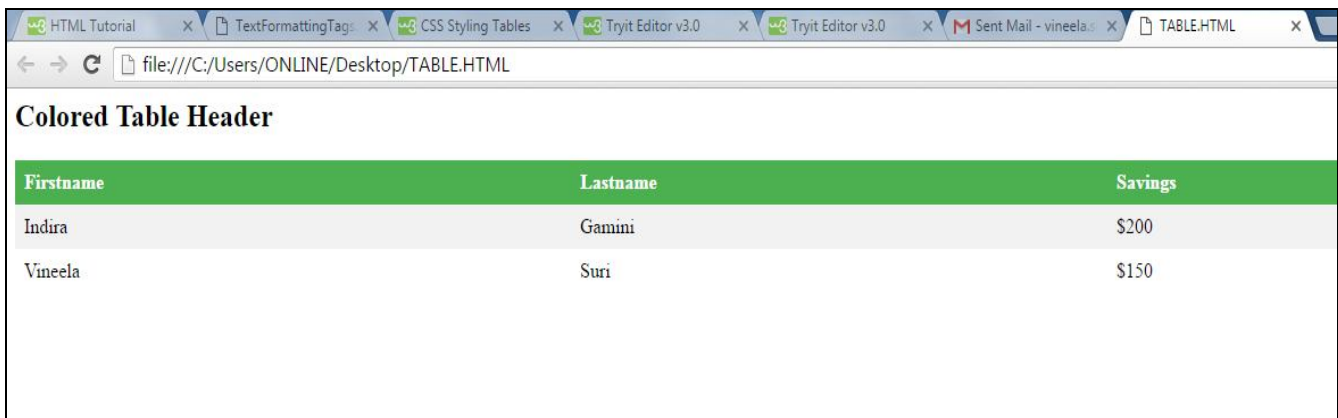 HTML Tutorial TextFormattingTags CSS Styling Tables Tryit Editor v3.0 Tryit Editor v3.0 Sent Mail - vineela.s TABLE.HTML
file:///C:/Users/ONLINE/Desktop/TABLE.HTML
Colored Table Header
Firstname Lastname Savings
Indira Gamini $200
Vineela Suri $150